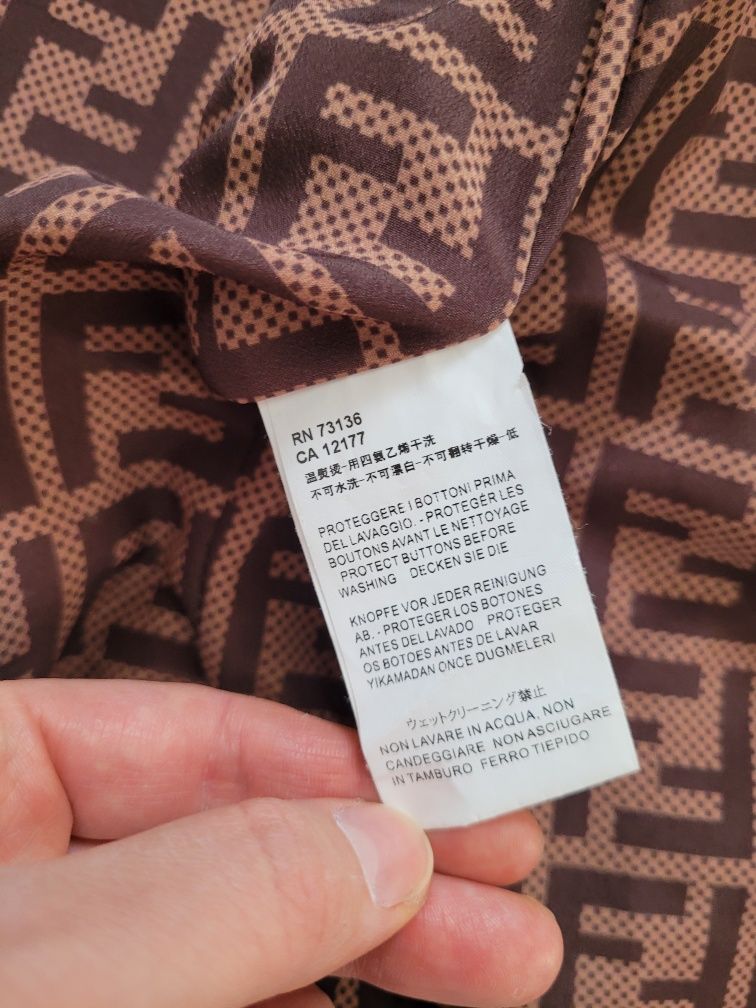 RN 73136
CA 12177
温熨烫-用四氨乙烯干洗
不可水洗-不可漂白-不可翻转干燥-低
PROTEGGERE I BOTTONI PRIMA
DEL LAVAGGIO. - PROTEGÈR LES
BOUTONS AVANT LE NETTOYAGE
PROTECT BUTTONS BEFORE
WASHING DECKEN SIE DIE
KNOPFE VOR JEDER REINIGUNG
AB. - PROTEGER LOS BOTONES
ANTES DEL LAVADO PROTEGER
OS BOTOES ANTES DE LAVAR
YIKAMADAN ONCE DUGMELERI
ウェットクリーニング禁止
NON LAVARE IN ACQUA, NON
CANDEGGIARE NON ASCIUGARE
IN TAMBURO FERRO TIEPIDO